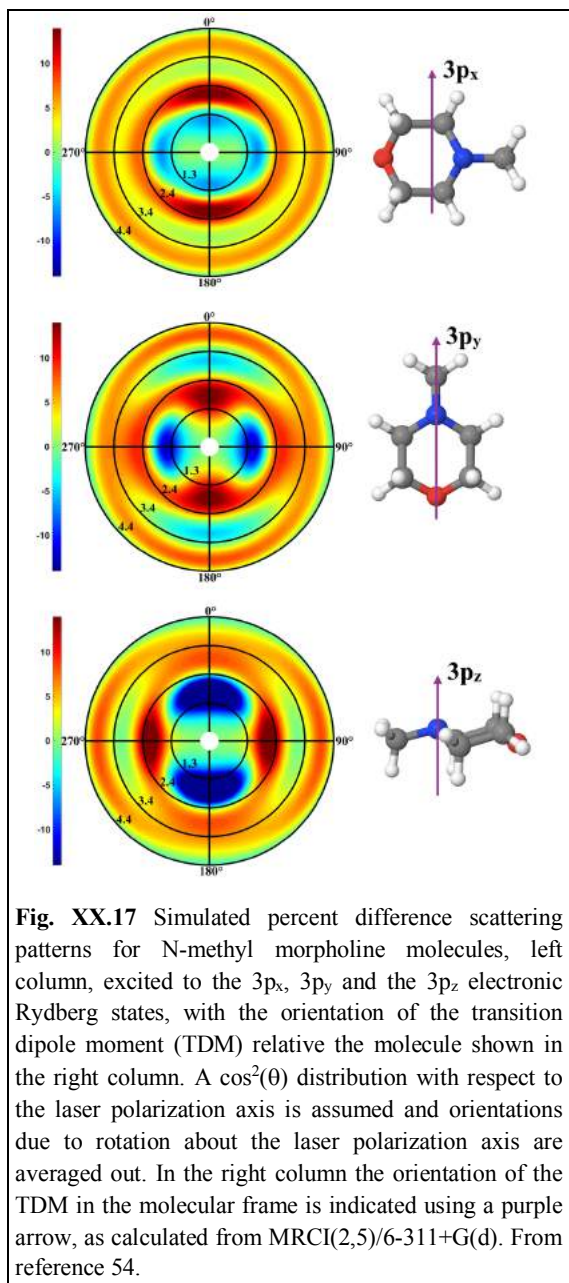 0°
10
5
0
-5
-10
270°
90°
1.3
2.4
3.4
4.4
180°
3pₓ
0°
10
5
0
-5
-10
270°
90°
1.3
2.4
3.4
4.4
180°
3pᵧ
0°
10
5
0
-5
-10
270°
90°
1.3
2.4
3.4
4.4
180°
3p_z
Fig. XX.17 Simulated percent difference scattering
patterns for N-methyl morpholine molecules, left
column, excited to the 3pₓ, 3pᵧ and the 3p_z electronic
Rydberg states, with the orientation of the transition
dipole moment (TDM) relative the molecule shown in
the right column. A cos²(θ) distribution with respect to
the laser polarization axis is assumed and orientations
due to rotation about the laser polarization axis are
averaged out. In the right column the orientation of the
TDM in the molecular frame is indicated using a purple
arrow, as calculated from MRCI(2,5)/6-311+G(d). From
reference 54.